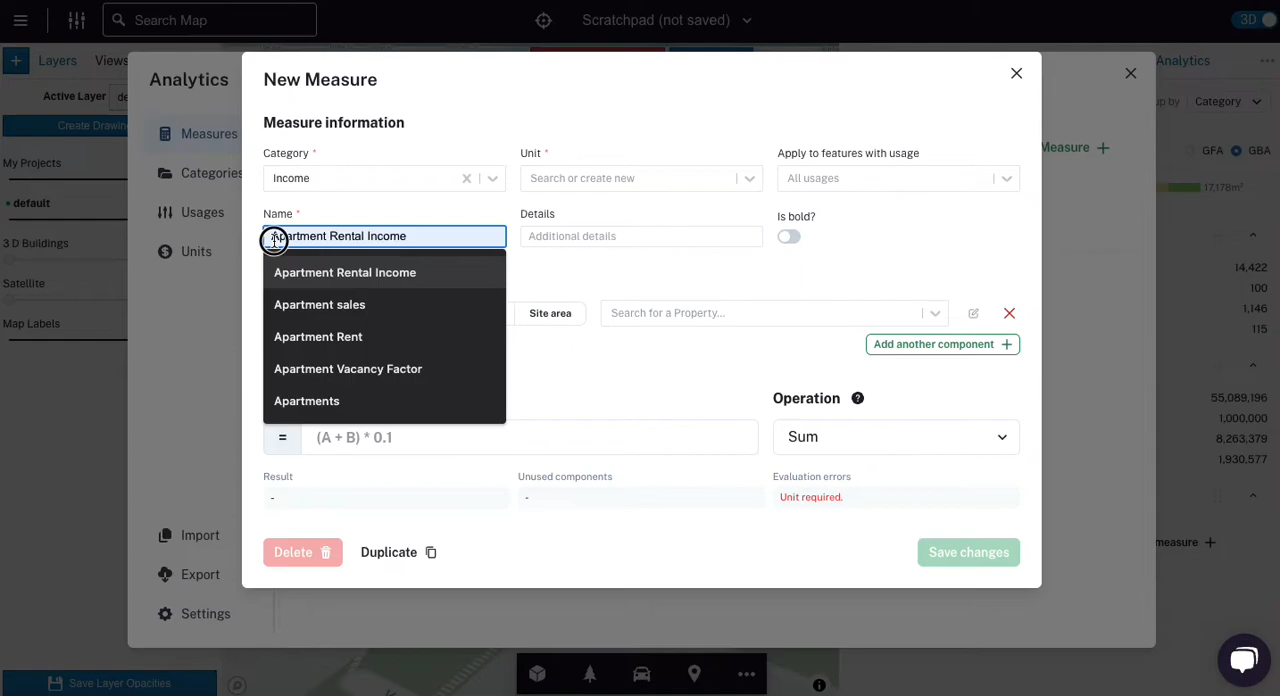 Search Map
Scratchpad (not saved)
3D
Layers
Views
Active Layer
de
Create Drawin
My Projects
default
3 D Buildings
Satellite
Map Labels
Save Layer Opacities
Analytics
Measures
Categories
Usages
Units
Import
Export
Settings
New Measure
Measure information
Category *
Unit *
Apply to features with usage
Income
Search or create new
All usages
Name *
Details
Is bold?
Apartment Rental Income
Additional details
Apartment Rental Income
Apartment sales
Apartment Rent
Apartment Vacancy Factor
Apartments
Site area
Search for a Property...
Add another component +
Operation ?
= (A + B) * 0.1
Sum
Result
Unused components
Evaluation errors
-
-
Unit required.
Delete
Duplicate
Save changes
Analytics
up by
Category
Measure +
GFA
GBA
17,178m²
14,422
100
1,146
115
55,089,196
1,000,000
8,263,379
1,930,577
measure +